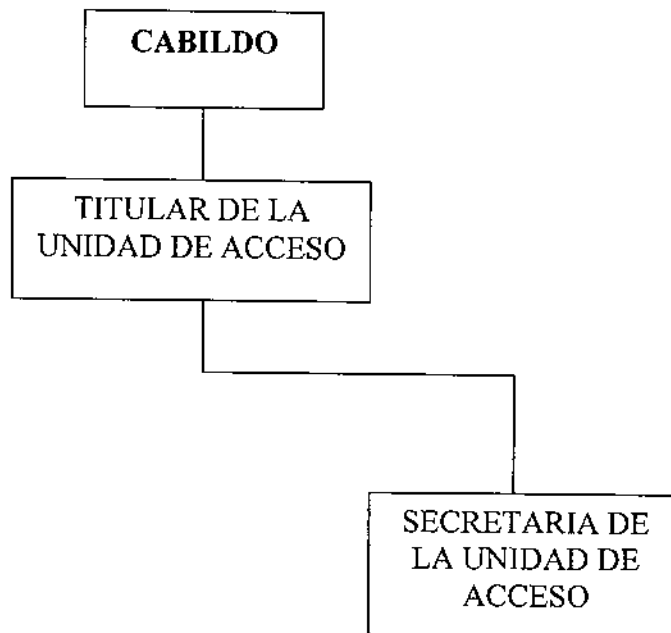 CABILDO
TITULAR DE LA
UNIDAD DE ACCESO
SECRETARIA DE
LA UNIDAD DE
ACCESO